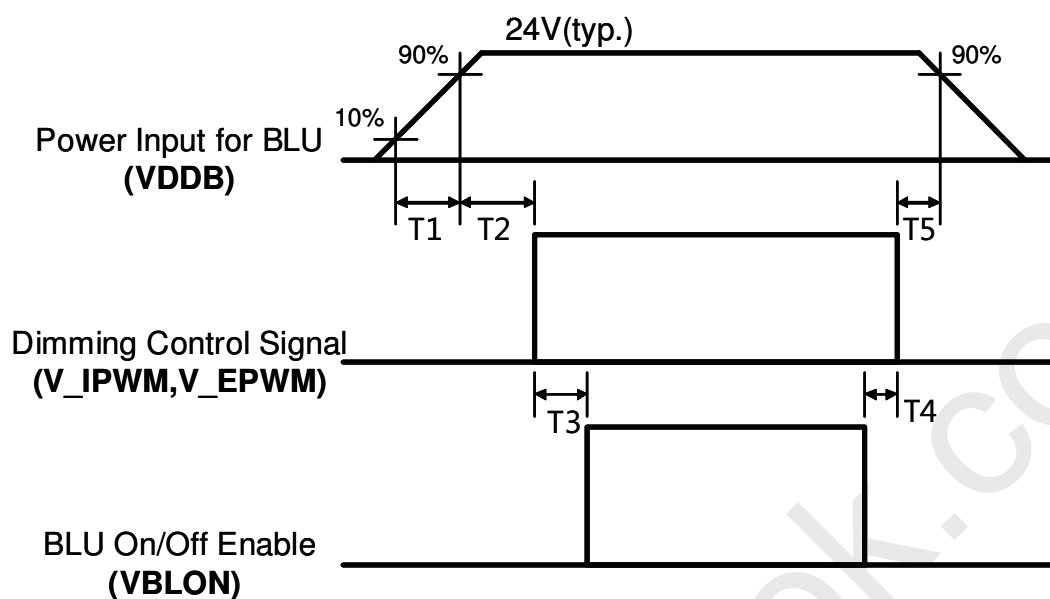 24V(typ.)
90%
90%
10%
Power Input for BLU
(VDDB)
T1
T2
T5
Dimming Control Signal
(V_IPWM,V_EPWM)
T3
T4
BLU On/Off Enable
(VBLON)